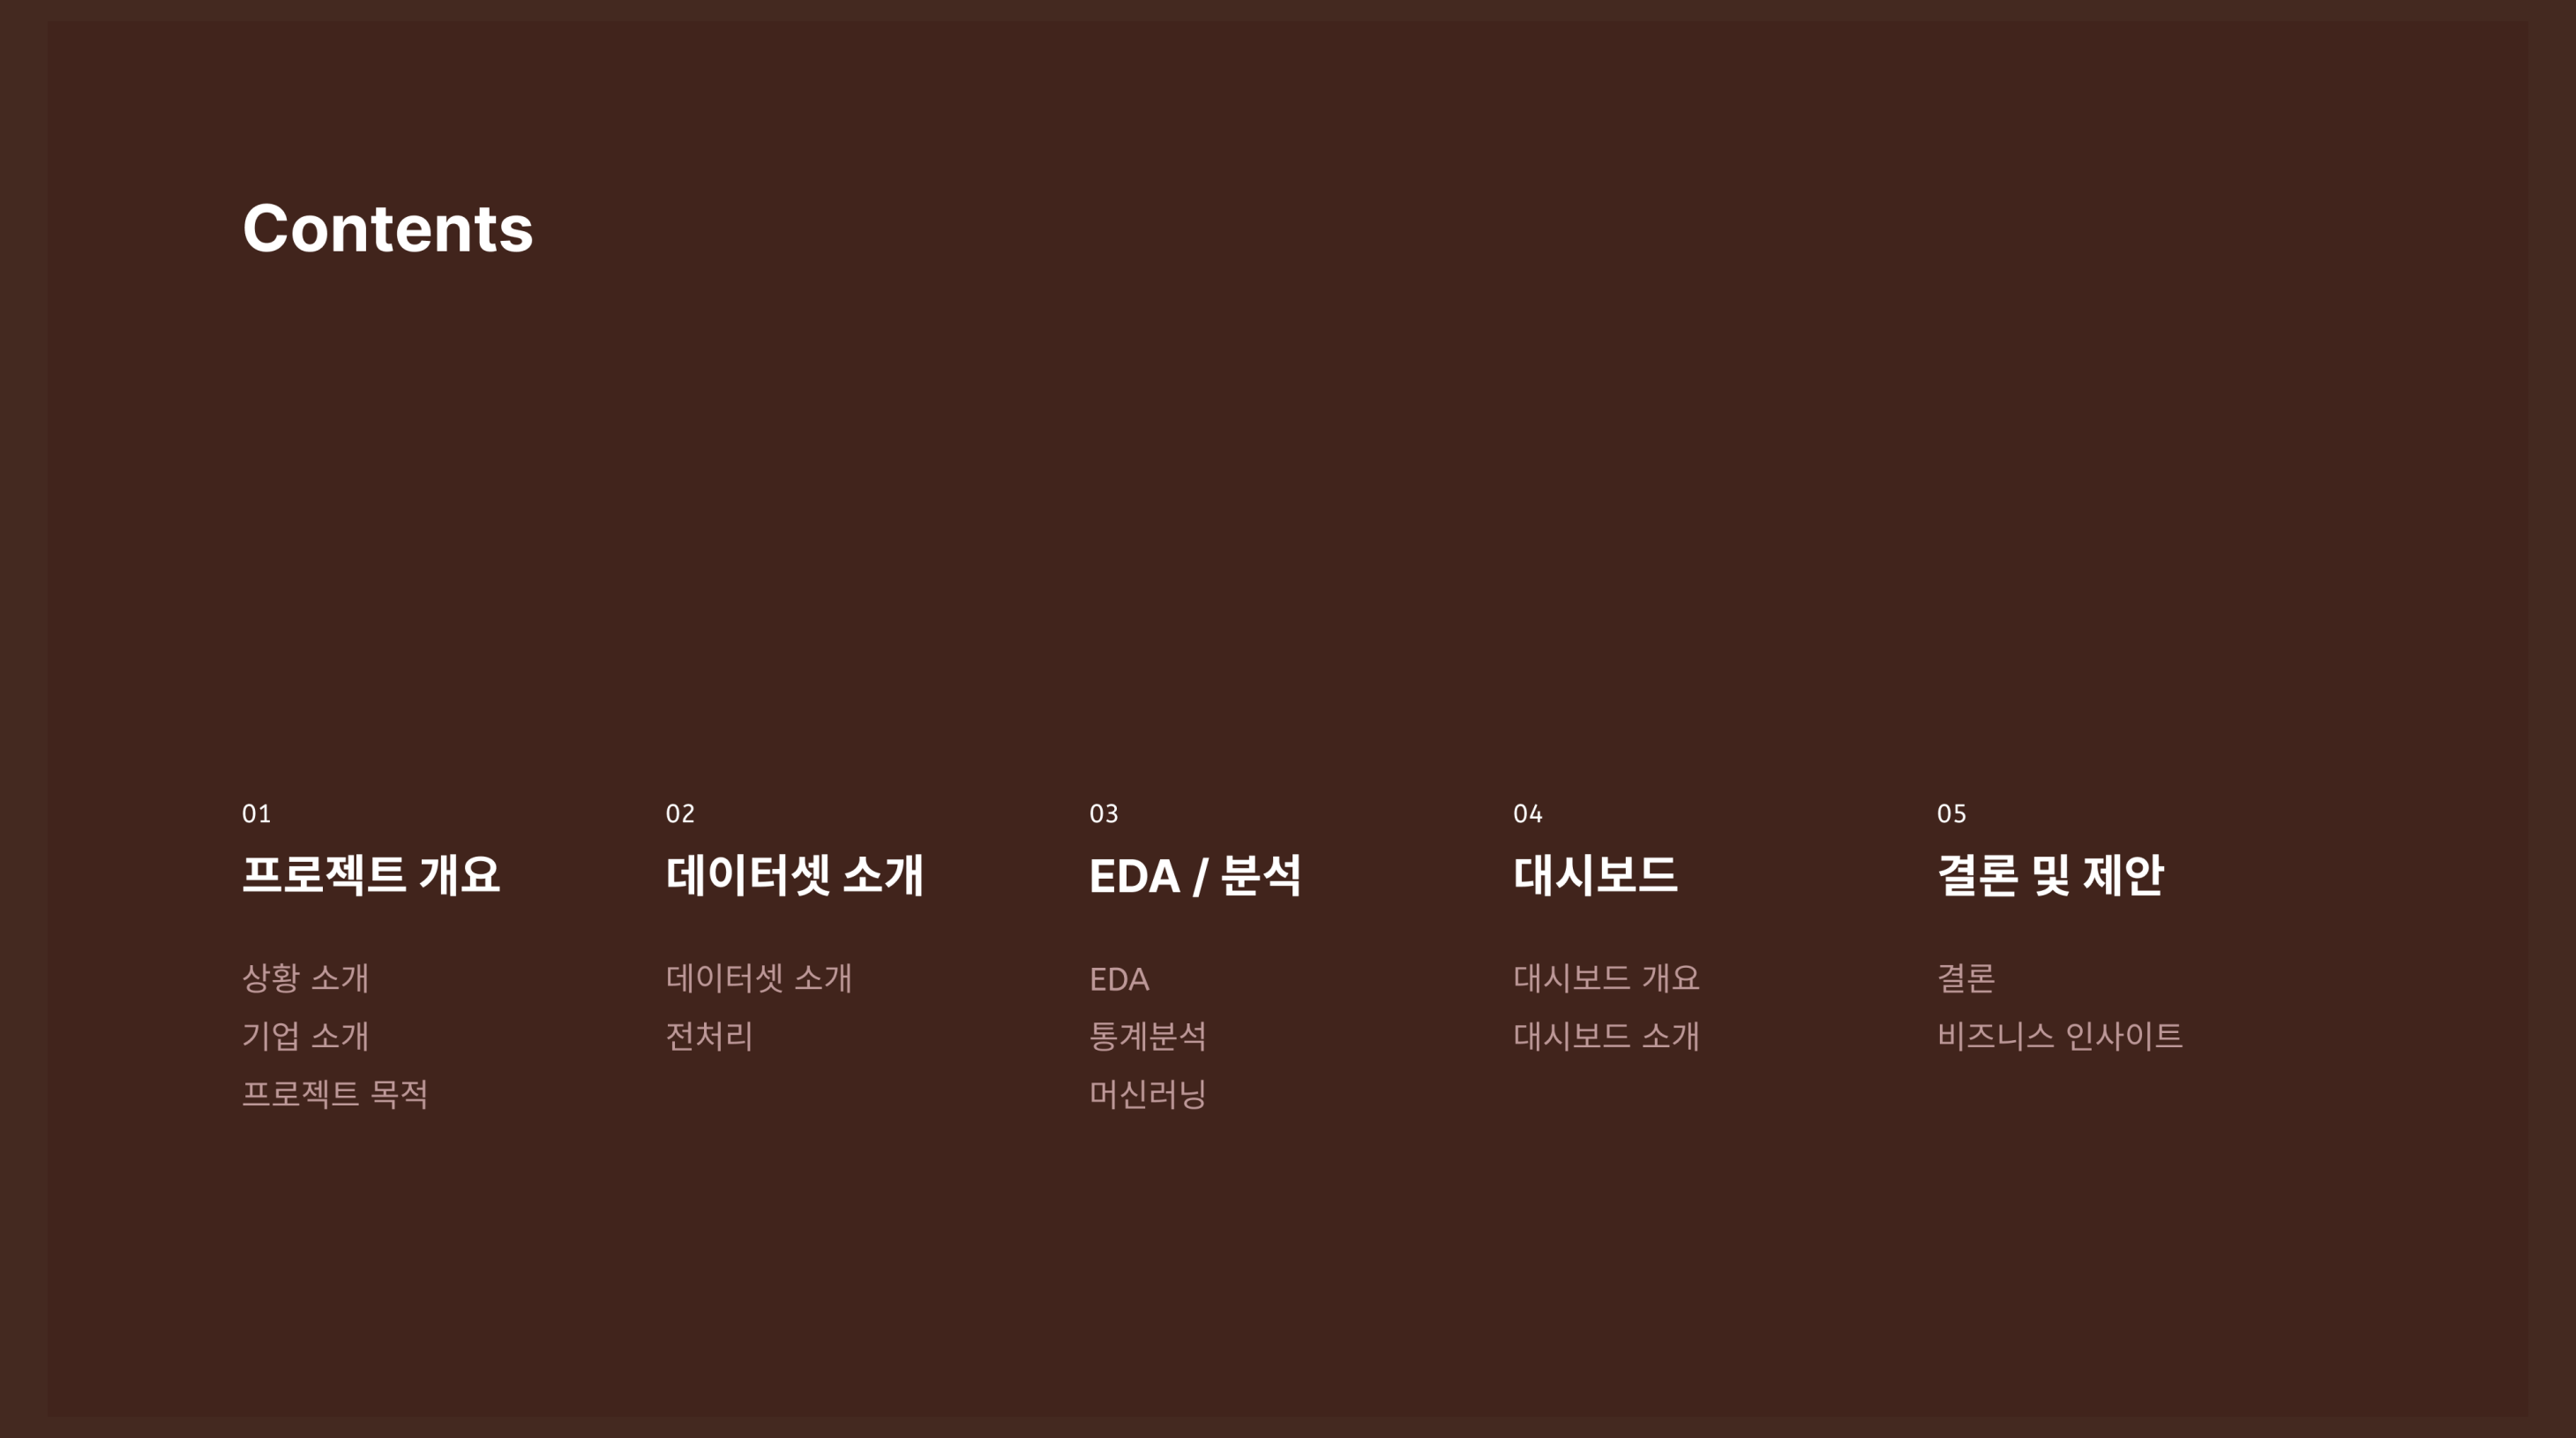 Contents
01
프로젝트 개요
상황 소개
기업 소개
프로젝트 목적
02
데이터셋 소개
데이터셋 소개
전처리
03
EDA / 분석
EDA
통계분석
머신러닝
04
대시보드
대시보드 개요
대시보드 소개
05
결론 및 제안
결론
비즈니스 인사이트